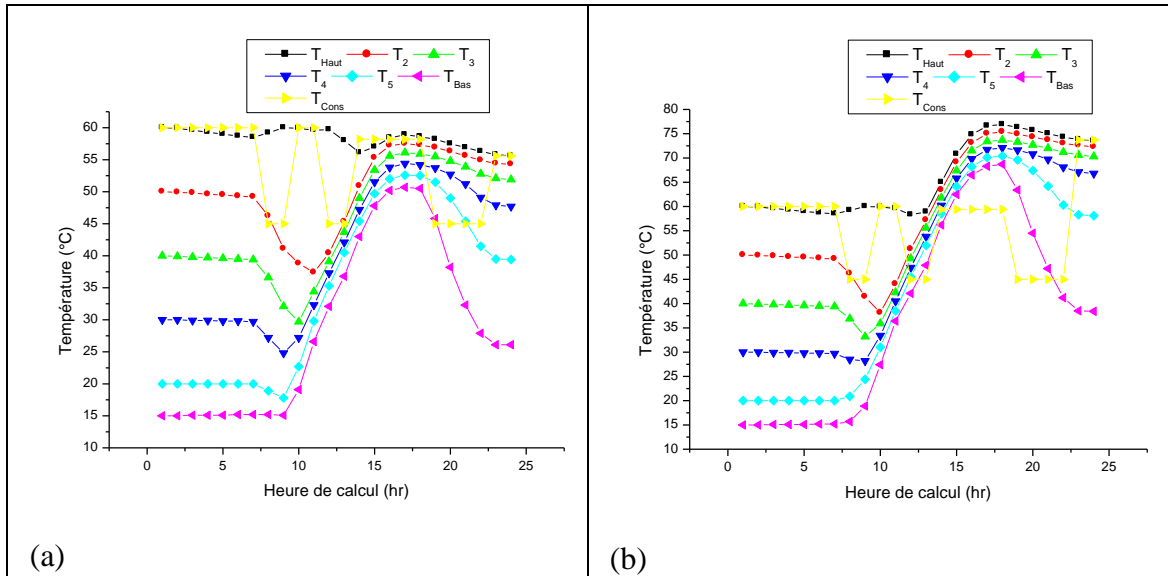 T_Haut T_2 T_3
T_4 T_5 T_Bas
T_Cons
60
55
50
45
40
35
30
25
20
15
10
0 5 10 15 20 25
Température (°C)
Heure de calcul (hr)
(a)
T_Haut T_2 T_3
T_4 T_5 T_Bas
T_Cons
80
75
70
65
60
55
50
45
40
35
30
25
20
15
10
0 5 10 15 20 25
Température (°C)
Heure de calcul (hr)
(b)